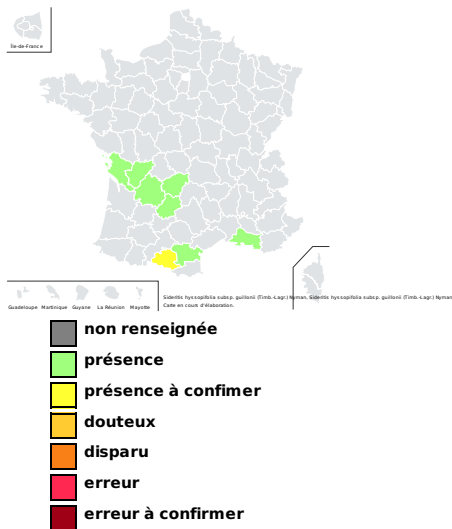 Île-de-France
Guadeloupe Martinique Guyane La Réunion Mayotte
Sideritis hyssopifolia subsp. guillonii (Timb.-Lagr.) Nyman, Sideritis hyssopifolia subsp. guillonii (Timb.-Lagr.) Nyman
Carte en cours d'élaboration.
non renseignée
présence
présence à confimer
douteux
disparu
erreur
erreur à confirmer